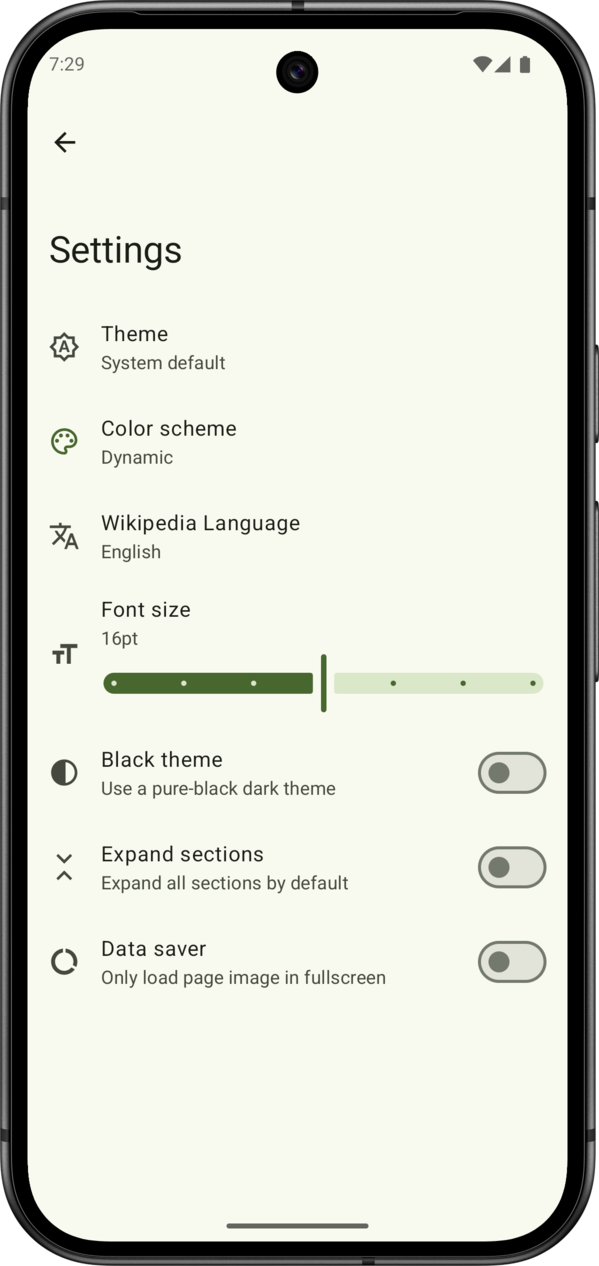 7:29
Settings
Theme
System default
Color scheme
Dynamic
Wikipedia Language
English
Font size
16pt
Black theme
Use a pure-black dark theme
Expand sections
Expand all sections by default
Data saver
Only load page image in fullscreen